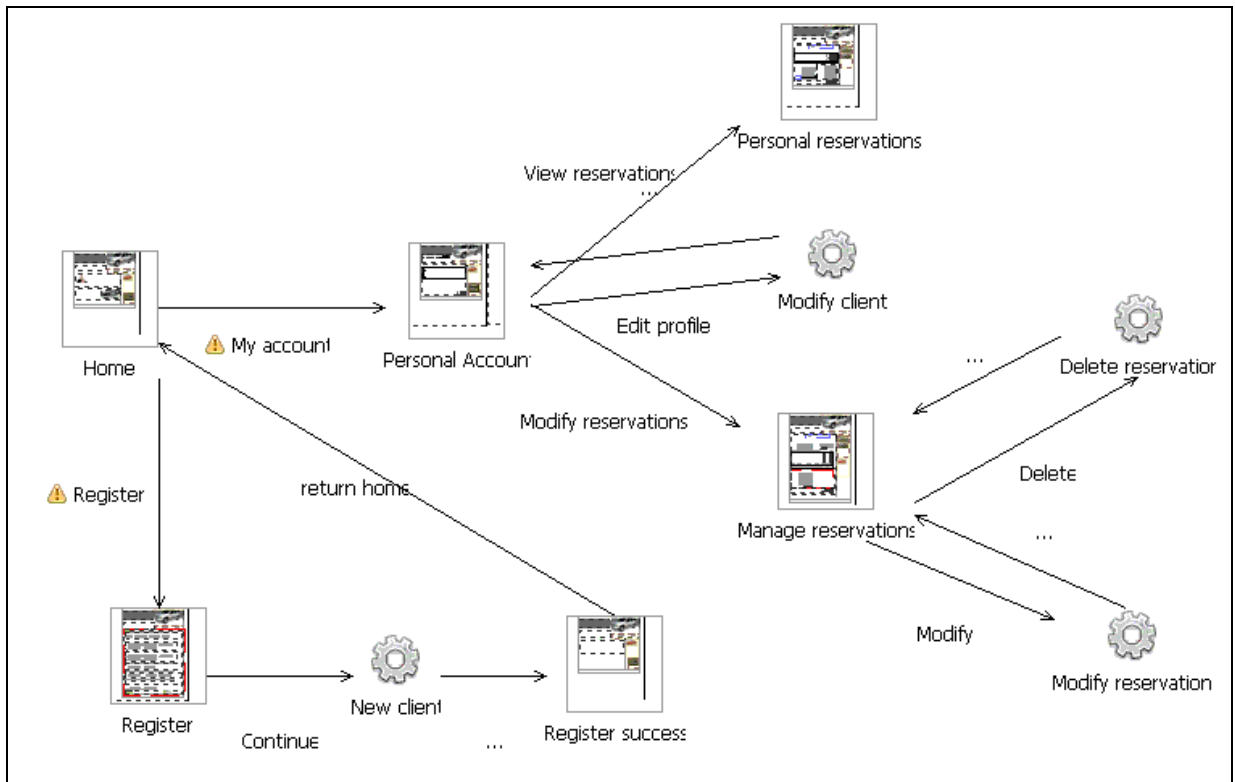 Personal reservations
View reservations
...
Modify client
Edit profile
My account
Home
Personal Accoun
...
Delete reservation
Modify reservations
return home
Register
Delete
Manage reservations
...
Modify
Modify reservation
Register
New client
Continue
...
Register success